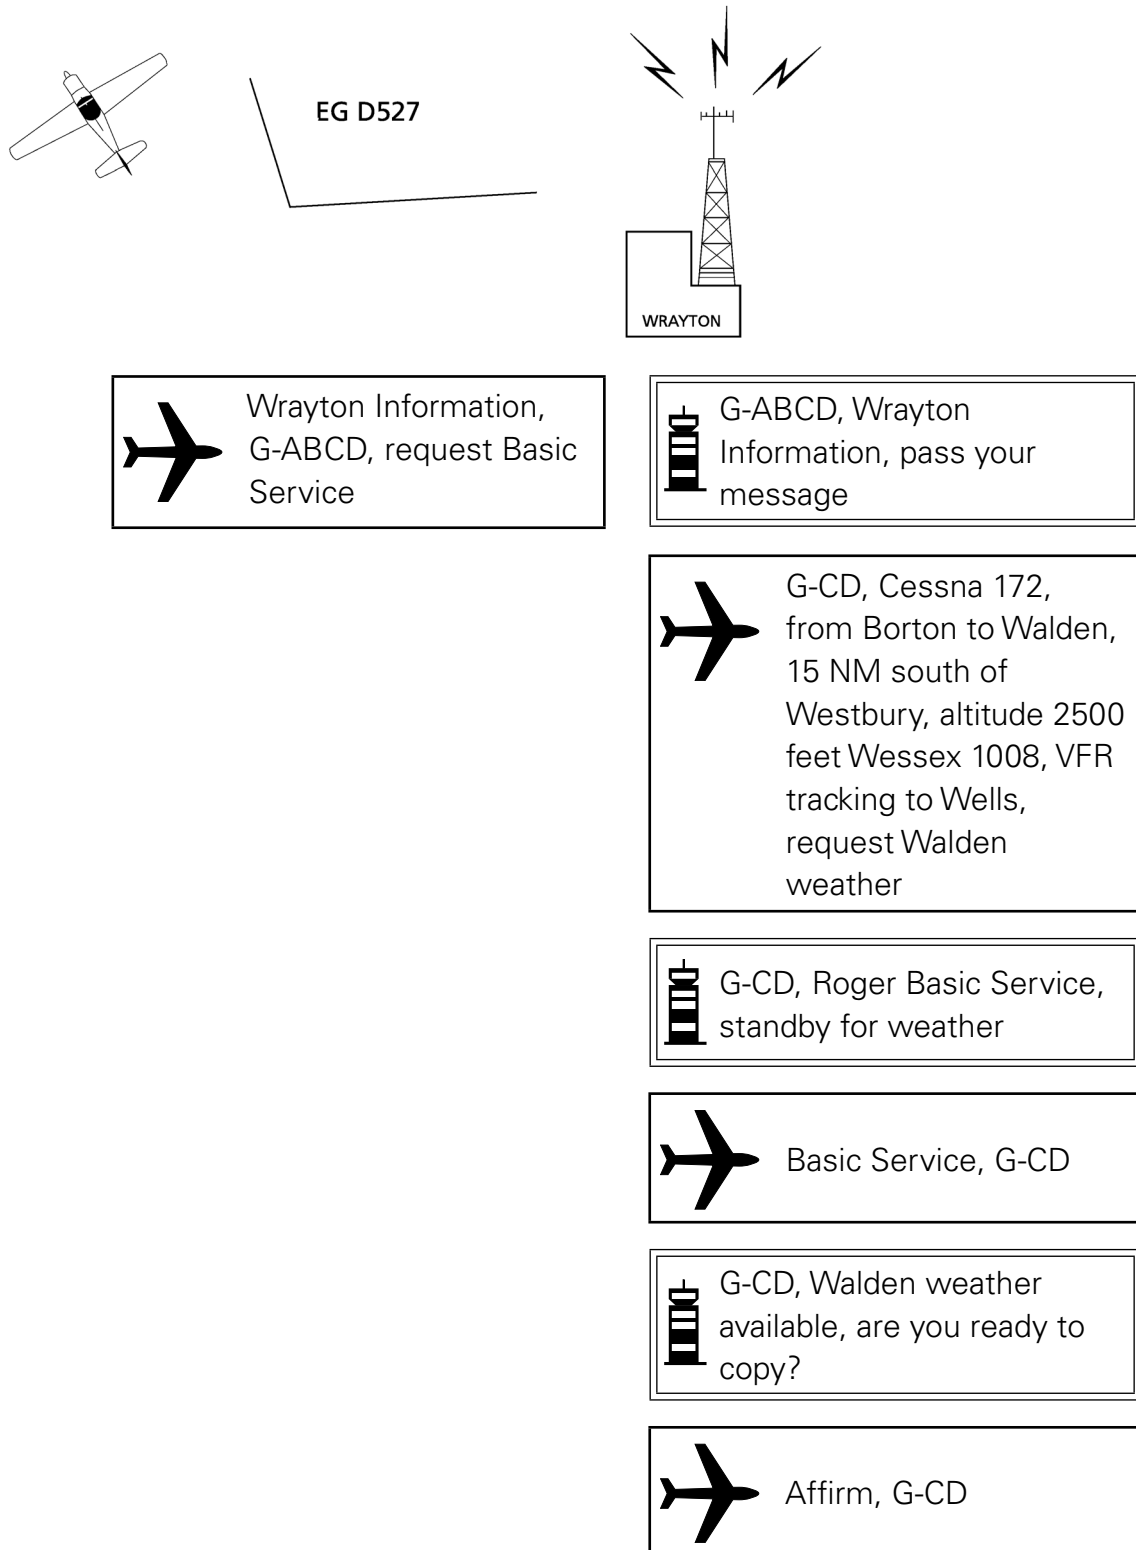 EG D527
WRAYTON
Wrayton Information,
G-ABCD, request Basic
Service
G-ABCD, Wrayton
Information, pass your
message
G-CD, Cessna 172,
from Borton to Walden,
15 NM south of
Westbury, altitude 2500
feet Wessex 1008, VFR
tracking to Wells,
request Walden
weather
G-CD, Roger Basic Service,
standby for weather
Basic Service, G-CD
G-CD, Walden weather
available, are you ready to
copy?
Affirm, G-CD